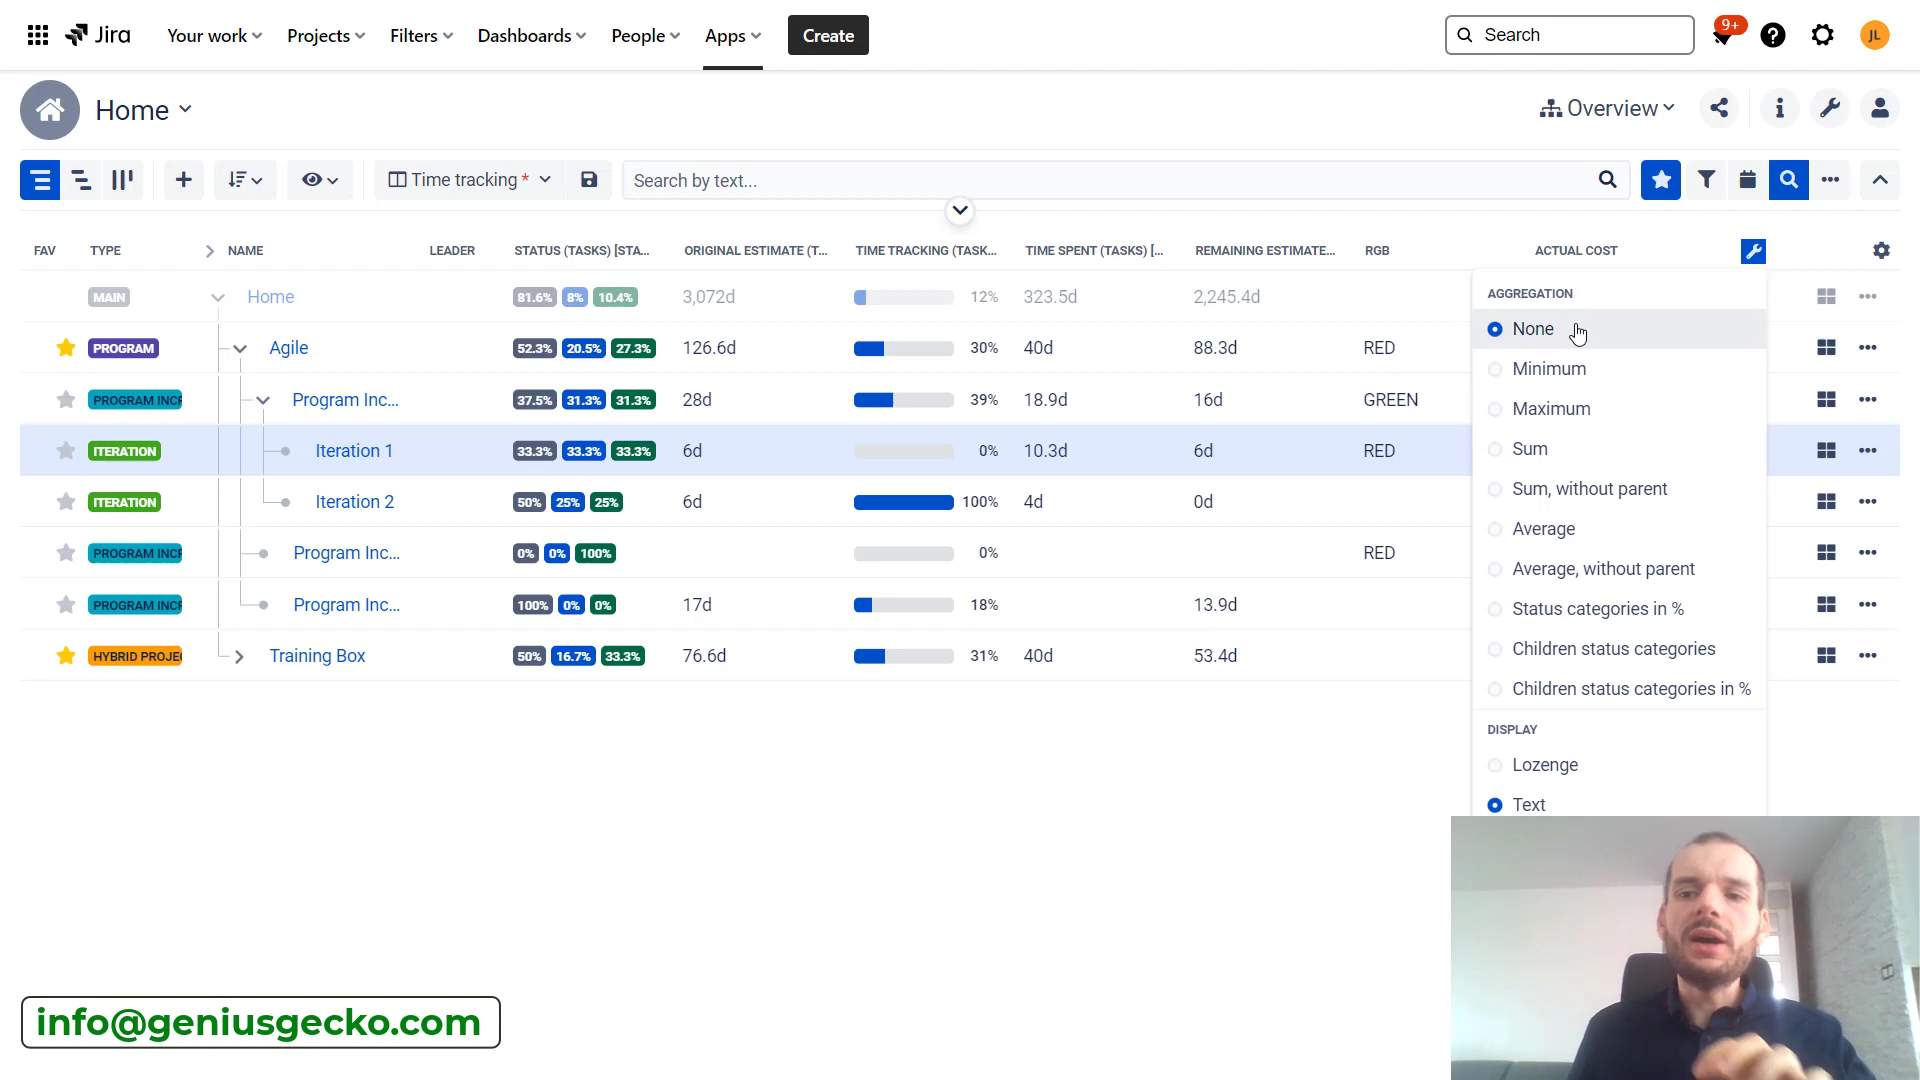 Jira Your work Projects Filters Dashboards People Apps Create Search 9+ JL
Home Overview
Time tracking * Search by text...
FAV TYPE NAME LEADER STATUS (TASKS) [STA... ORIGINAL ESTIMATE (T... TIME TRACKING (TASK... TIME SPENT (TASKS) [... REMAINING ESTIMATE... RGB ACTUAL COST
MAIN Home 81.6% 8% 10.4% 3,072d 12% 323.5d 2,245.4d
PROGRAM Agile 52.3% 20.5% 27.3% 126.6d 30% 40d 88.3d RED
PROGRAM INCR Program Inc... 37.5% 31.3% 31.3% 28d 39% 18.9d 16d GREEN
ITERATION Iteration 1 33.3% 33.3% 33.3% 6d 0% 10.3d 6d RED
ITERATION Iteration 2 50% 25% 25% 6d 100% 4d 0d
PROGRAM INCR Program Inc... 0% 0% 100% 0% RED
PROGRAM INCR Program Inc... 100% 0% 0% 17d 18% 13.9d
HYBRID PROJE Training Box 50% 16.7% 33.3% 76.6d 31% 40d 53.4d
AGGREGATION
None
Minimum
Maximum
Sum
Sum, without parent
Average
Average, without parent
Status categories in %
Children status categories
Children status categories in %
DISPLAY
Lozenge
Text
info@geniusgecko.com